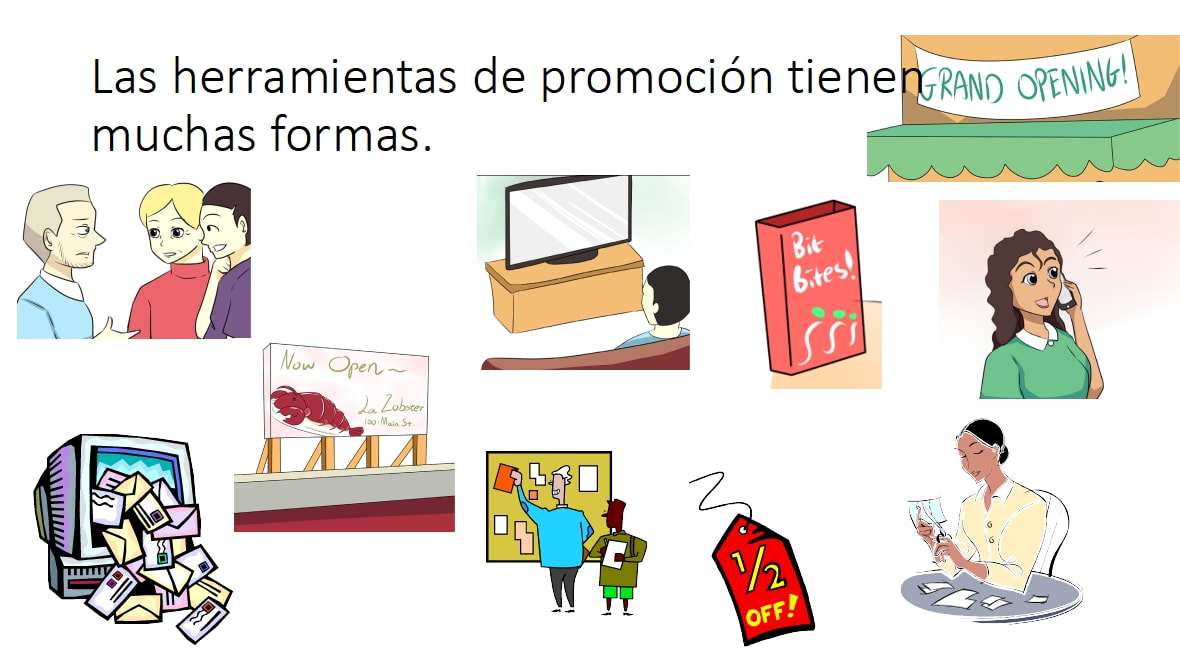 Las herramientas de promoción tienen
muchas formas.
GRAND OPENING!
Bit
Bites!
Now Open~
La Lobster
100 Main St.
1/2
OFF!